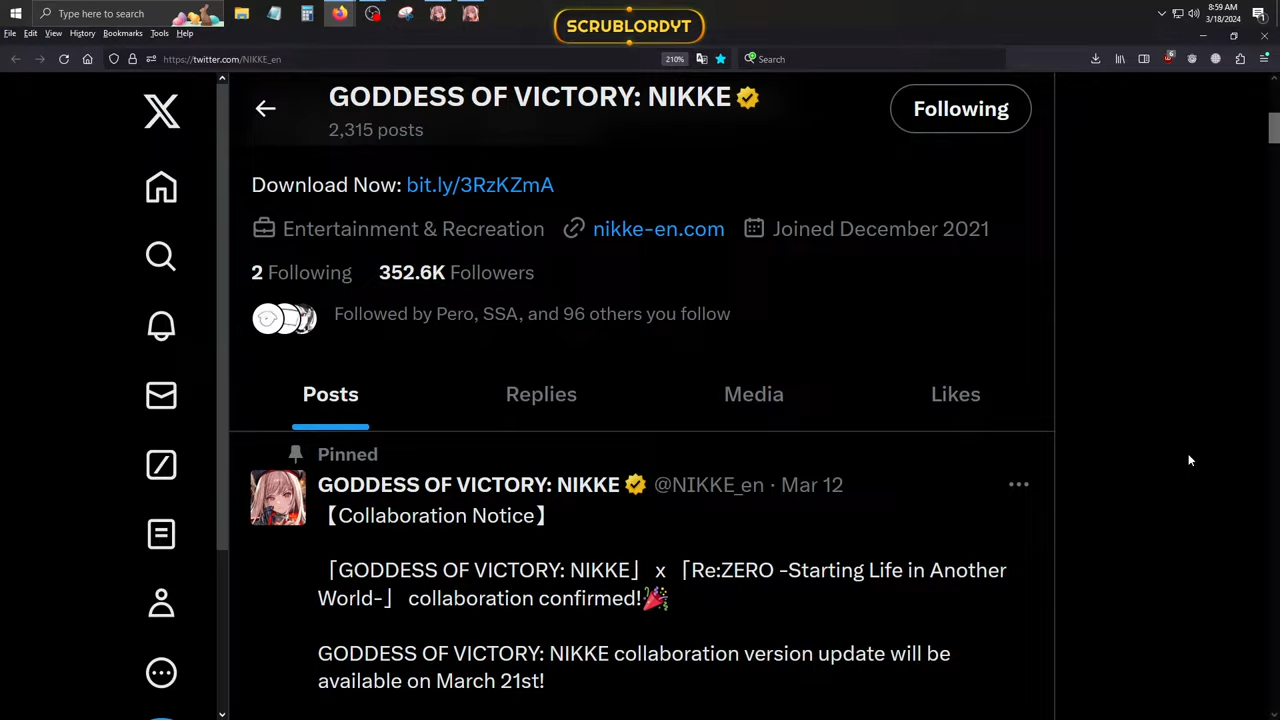 Type here to search
SCRUBLORDYT
8:59 AM
3/18/2024
1
File Edit View History Bookmarks Tools Help
https://twitter.com/NIKKE_en
210%
Search
6
GODDESS OF VICTORY: NIKKE
2,315 posts
Following
Download Now: bit.ly/3RzKZmA
Entertainment & Recreation nikke-en.com Joined December 2021
2 Following 352.6K Followers
Followed by Pero, SSA, and 96 others you follow
Posts Replies Media Likes
Pinned
GODDESS OF VICTORY: NIKKE @NIKKE_en · Mar 12
【Collaboration Notice】
「GODDESS OF VICTORY: NIKKE」 x 「Re:ZERO -Starting Life in Another
World-」 collaboration confirmed!🎉
GODDESS OF VICTORY: NIKKE collaboration version update will be
available on March 21st!